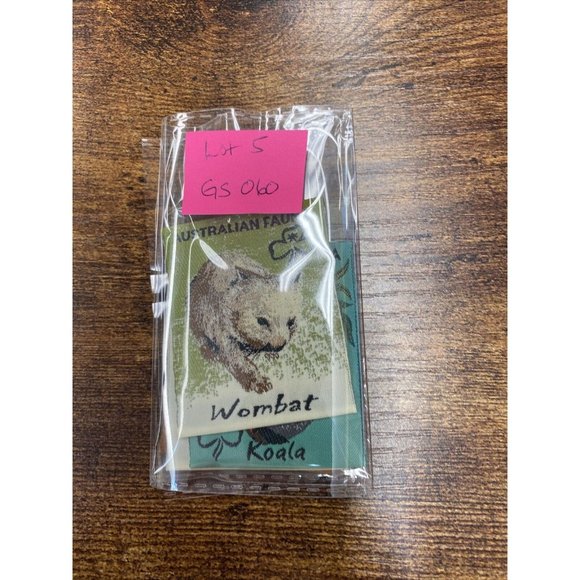 Lot 5
GS 060
AUSTRALIAN FAU
Wombat
Koala